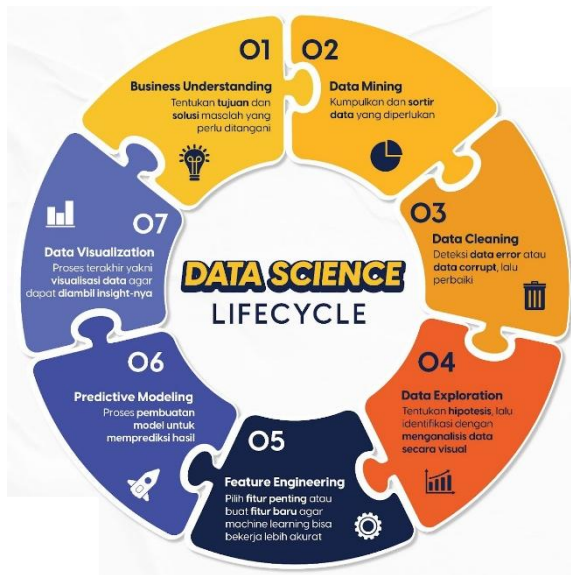 DATA SCIENCE
LIFECYCLE
01
Business Understanding
Tentukan tujuan dan
solusi masalah yang
perlu ditangani
02
Data Mining
Kumpulkan dan sortir
data yang diperlukan
03
Data Cleaning
Deteksi data error atau
data corrupt, lalu
perbaiki
04
Data Exploration
Tentukan hipotesis, lalu
identifikasi dengan
menganalisis data
secara visual
05
Feature Engineering
Pilih fitur penting atau
buat fitur baru agar
machine learning bisa
bekerja lebih akurat
06
Predictive Modeling
Proses pembuatan
model untuk
memprediksi hasil
07
Data Visualization
Proses terakhir yakni
visualisasi data agar
dapat diambil insight-nya